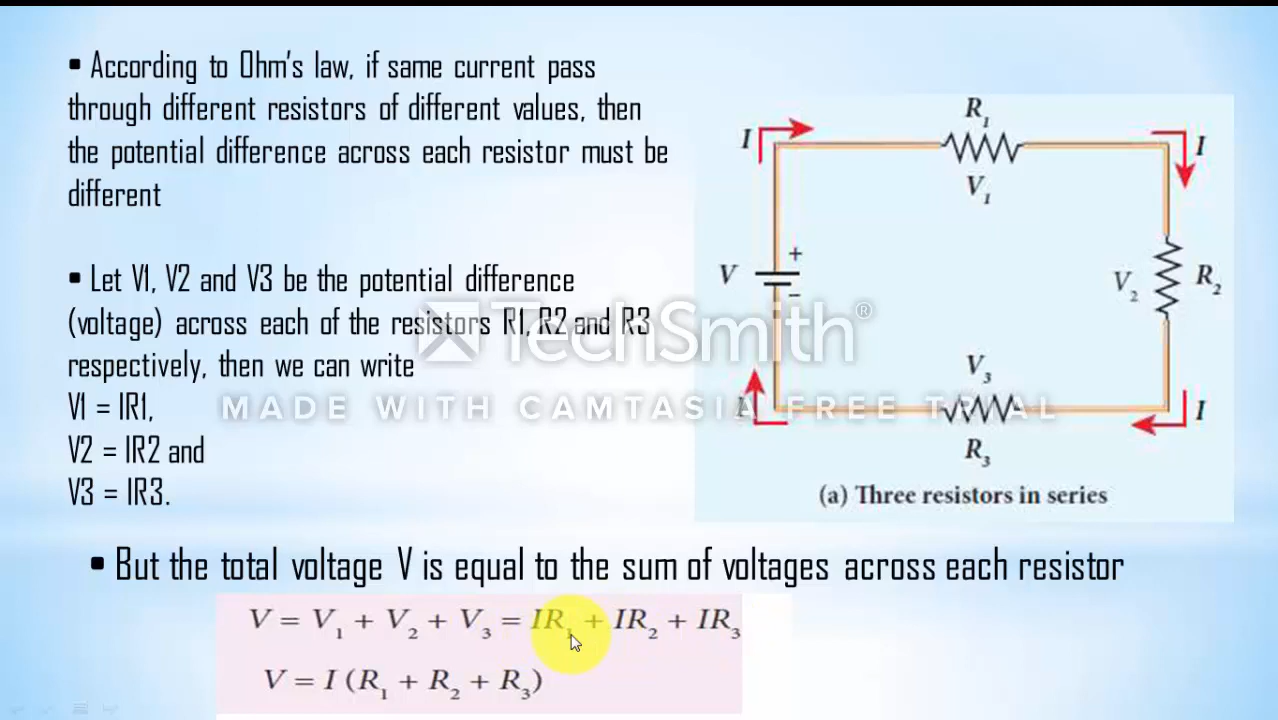 ▪ According to Ohm's law, if same current pass
through different resistors of different values, then
the potential difference across each resistor must be
different
▪ Let V1, V2 and V3 be the potential difference
(voltage) across each of the resistors R1, R2 and R3
respectively, then we can write
V1 = IR1,
V2 = IR2 and
V3 = IR3.
I
R₁
V₁
I
V
+
−
V₂
R₂
V₃
I
R₃
I
(a) Three resistors in series
TechSmith®
MADE WITH CAMTASIA FREE TRIAL
▪ But the total voltage V is equal to the sum of voltages across each resistor
V = V₁ + V₂ + V₃ = IR₁ + IR₂ + IR₃
V = I (R₁ + R₂ + R₃)